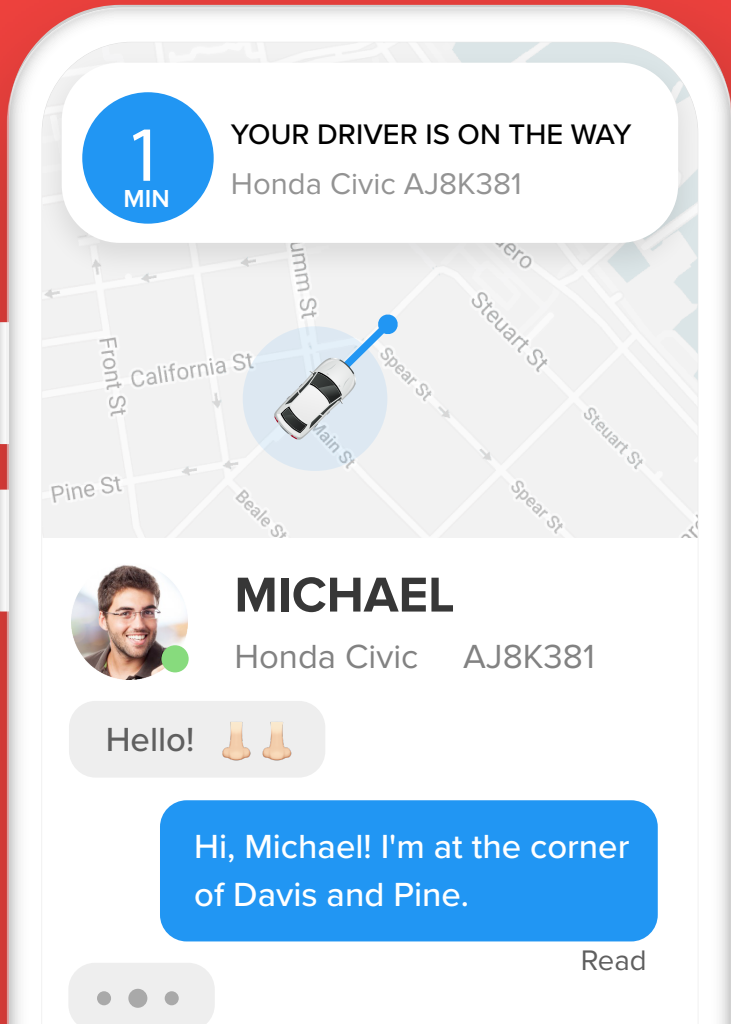 1
MIN
YOUR DRIVER IS ON THE WAY
Honda Civic AJ8K381
Front St
California St
Pine St
Beale St
Main St
Spear St
Spear St
Steuart St
Steuart St
MICHAEL
Honda Civic AJ8K381
Hello! 👃🏻👃🏻
Hi, Michael! I'm at the corner
of Davis and Pine.
Read